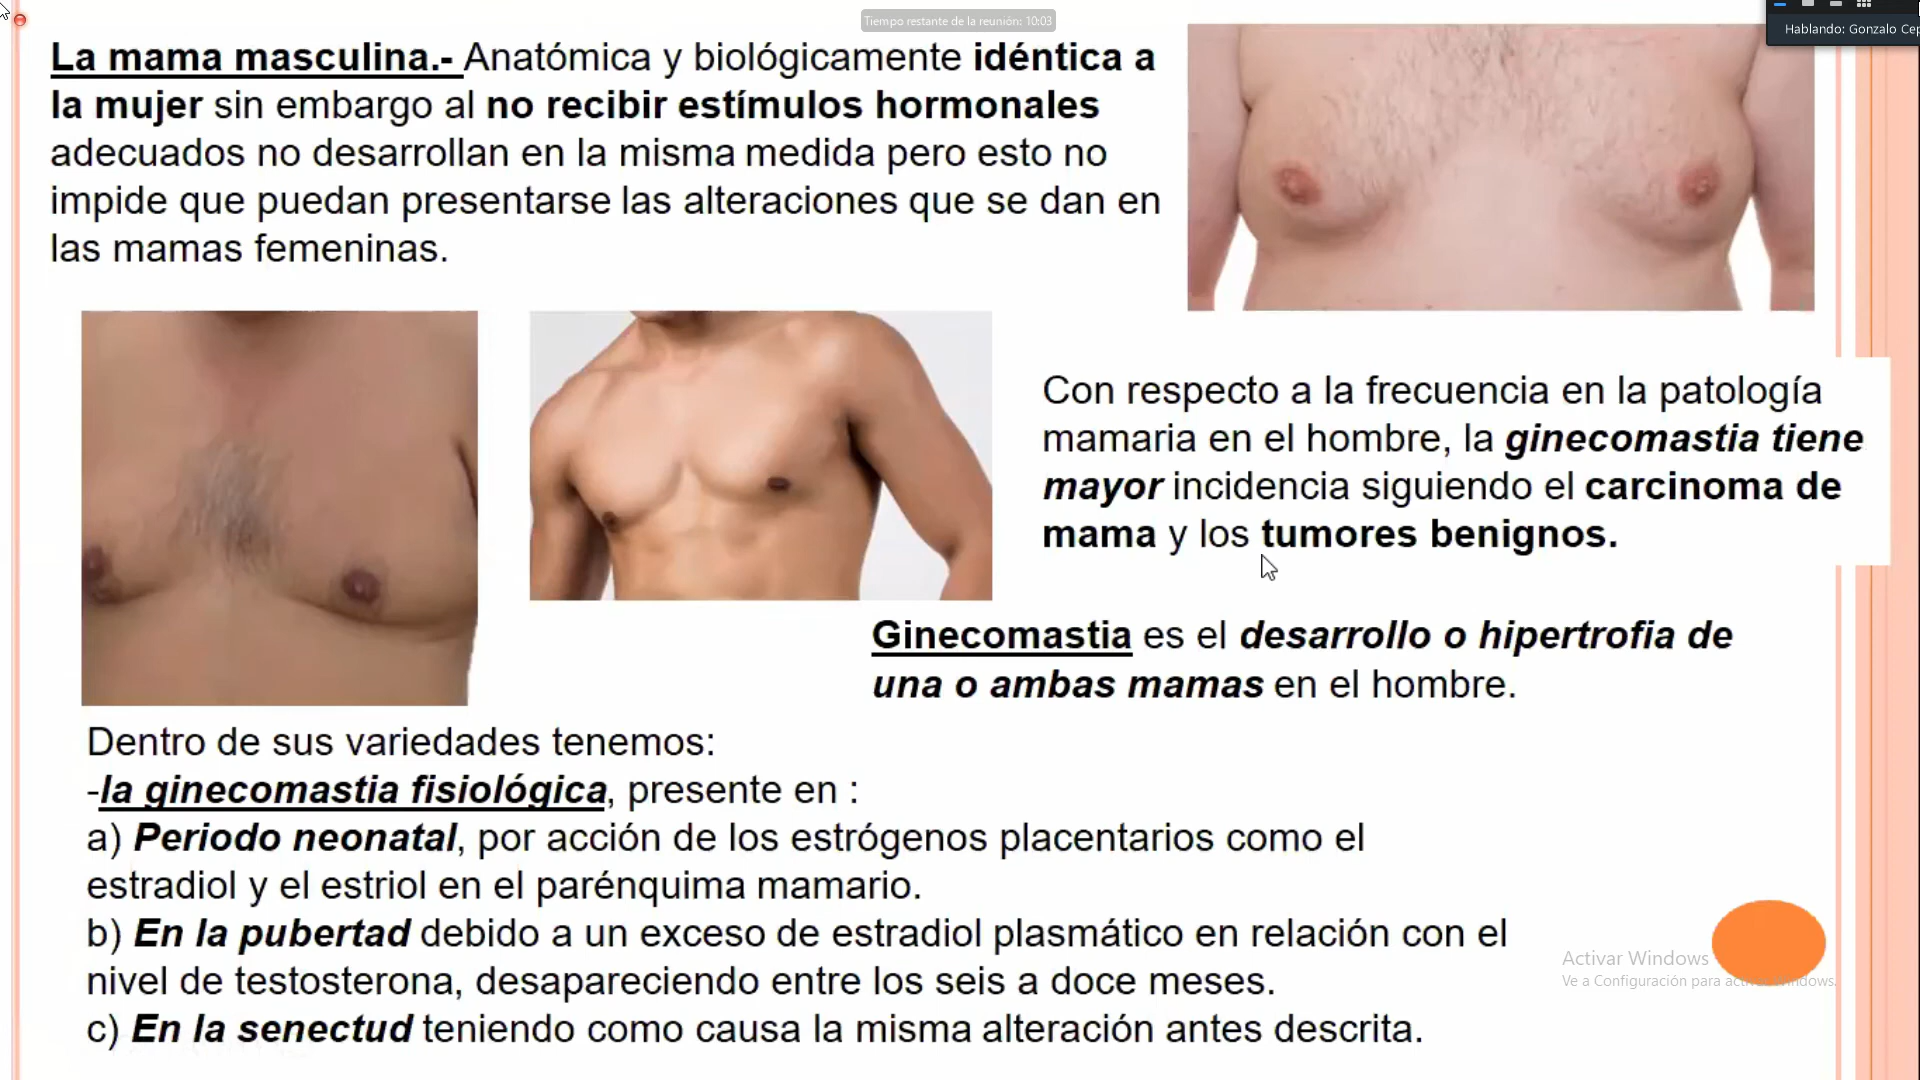 Tiempo restante de la reunión: 10:03
Hablando: Gonzalo Cep
La mama masculina.- Anatómica y biológicamente idéntica a
la mujer sin embargo al no recibir estímulos hormonales
adecuados no desarrollan en la misma medida pero esto no
impide que puedan presentarse las alteraciones que se dan en
las mamas femeninas.
Con respecto a la frecuencia en la patología
mamaria en el hombre, la ginecomastia tiene
mayor incidencia siguiendo el carcinoma de
mama y los tumores benignos.
Ginecomastia es el desarrollo o hipertrofia de
una o ambas mamas en el hombre.
Dentro de sus variedades tenemos:
-la ginecomastia fisiológica, presente en :
a) Periodo neonatal, por acción de los estrógenos placentarios como el
estradiol y el estriol en el parénquima mamario.
b) En la pubertad debido a un exceso de estradiol plasmático en relación con el
nivel de testosterona, desapareciendo entre los seis a doce meses.
c) En la senectud teniendo como causa la misma alteración antes descrita.
Activar Windows
Ve a Configuración para activar Windows.